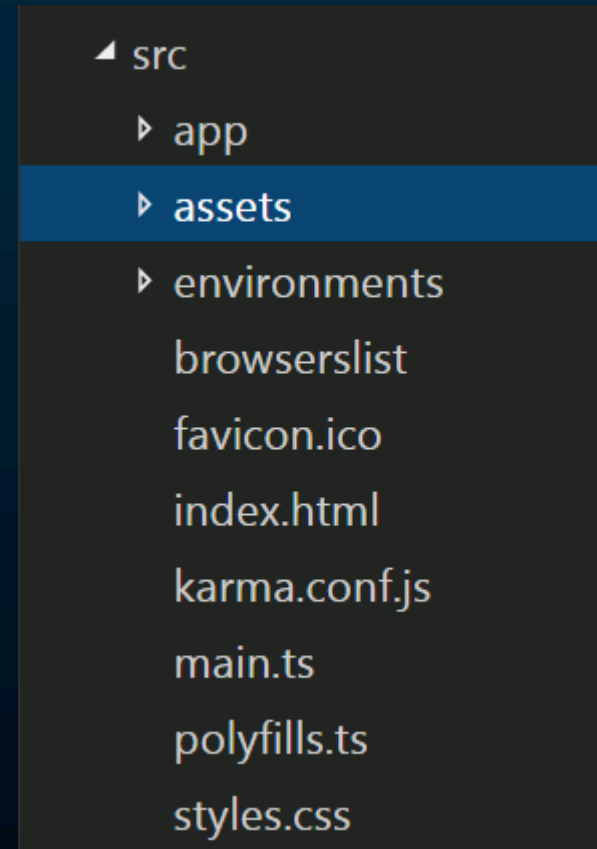 src
app
assets
environments
browserslist
favicon.ico
index.html
karma.conf.js
main.ts
polyfills.ts
styles.css